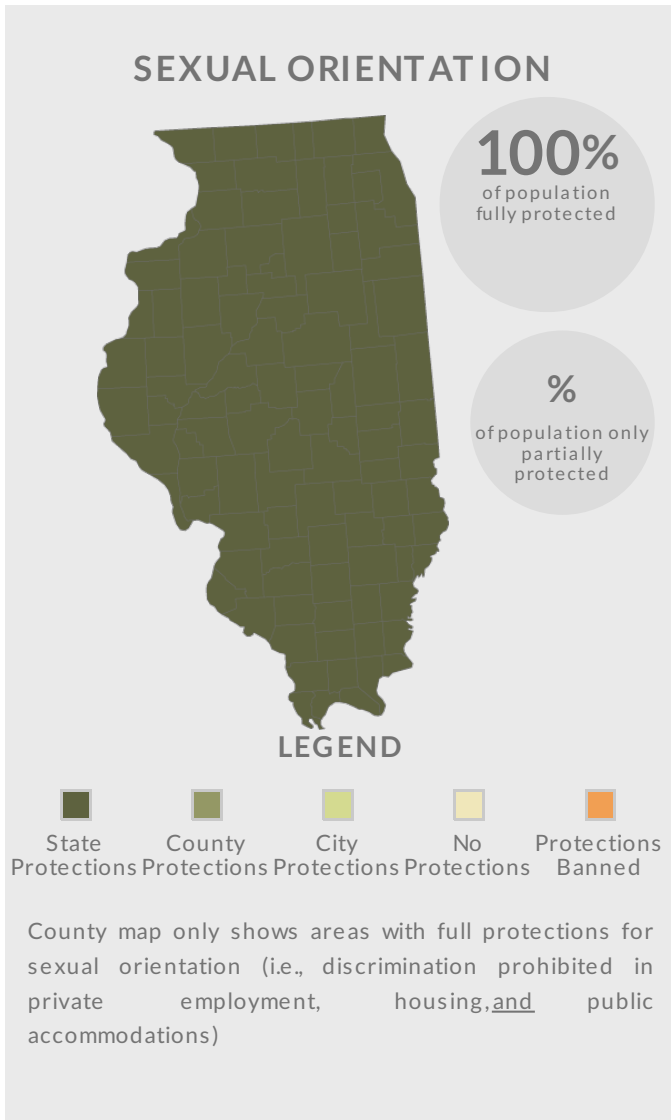 SEXUAL ORIENTATION
100%
of population
fully protected
%
of population only
partially
protected
LEGEND
State
Protections
County
Protections
City
Protections
No
Protections
Protections
Banned
County map only shows areas with full protections for
sexual orientation (i.e., discrimination prohibited in
private employment, housing, and public
accommodations)